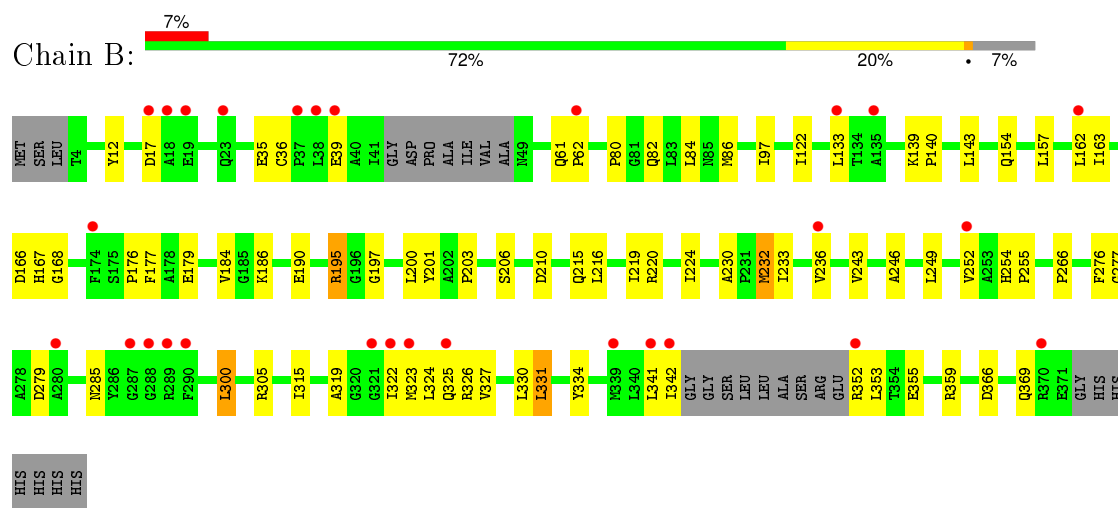 7%
Chain B:
72% 20% • 7%
MET SER LEU T4 Y12 D17 A18 E19 Q23 E35 C36 P37 L38 E39 A40 I41 GLY ASP PRO ALA ILE VAL ALA N49 Q61 P62 P80 G81 Q82 L83 L84 N85 M86 I97 I122 L133 T134 A135 K139 P140 L143 Q154 L157 L162 I163
D166 H167 G168 F174 S175 P176 F177 A178 E179 V184 G185 K186 E190 R195 G196 G197 L200 Y201 A202 P203 S206 D210 Q215 L216 I219 R220 I224 A230 P231 M232 I233 V236 V243 A246 L249 V252 A253 H254 P255 P266 F276 G277
A278 D279 A280 N285 Y286 G287 G288 R289 F290 L300 R305 I315 A319 G320 G321 I322 M323 L324 Q325 R326 V327 L330 L331 Y334 M339 L340 L341 I342 GLY GLY SER LEU LEU ALA SER ARG GLU R352 L353 T354 E355 R359 D366 Q369 R370 E371 GLY HIS HIS
HIS HIS HIS HIS